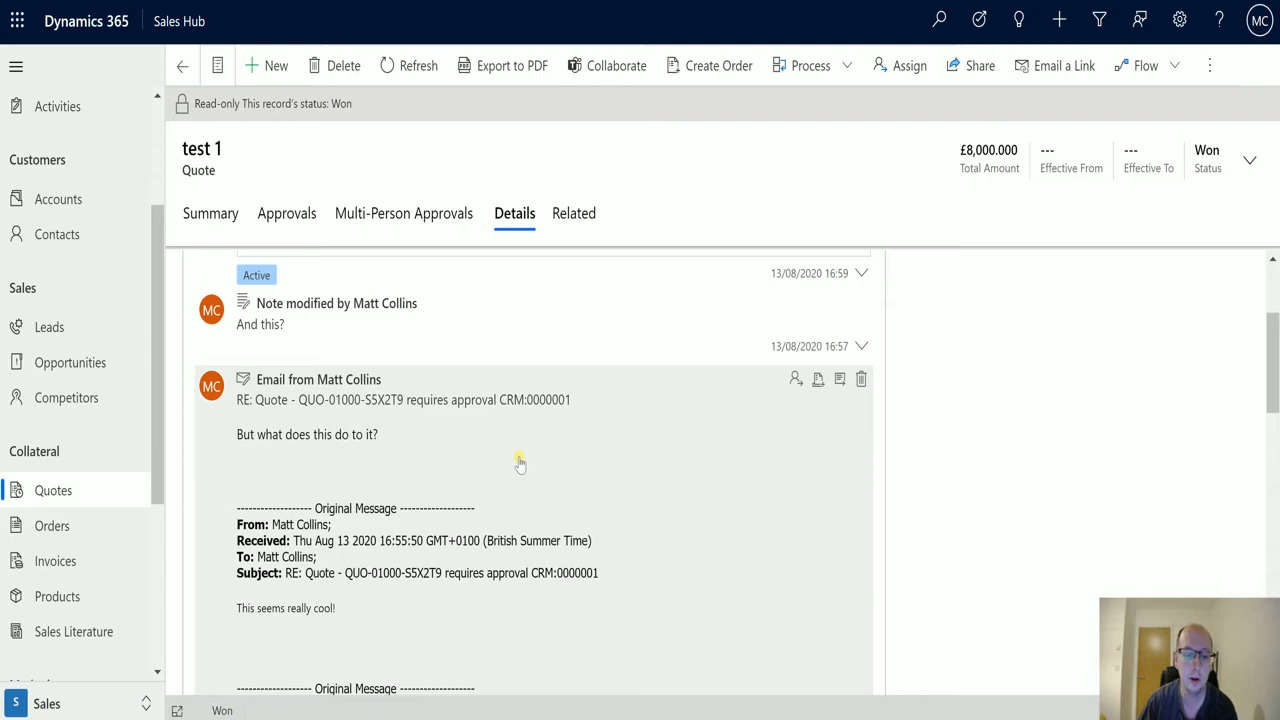 Dynamics 365
Sales Hub
MC
New
Delete
Refresh
Export to PDF
Collaborate
Create Order
Process
Assign
Share
Email a Link
Flow
Read-only This record's status: Won
test 1
Quote
£8,000.000
Total Amount
---
Effective From
---
Effective To
Won
Status
Summary
Approvals
Multi-Person Approvals
Details
Related
Activities
Customers
Accounts
Contacts
Sales
Leads
Opportunities
Competitors
Collateral
Quotes
Orders
Invoices
Products
Sales Literature
S
Sales
Active
13/08/2020 16:59
MC
Note modified by Matt Collins
And this?
13/08/2020 16:57
MC
Email from Matt Collins
RE: Quote - QUO-01000-S5X2T9 requires approval CRM:0000001
But what does this do to it?
------------------- Original Message -------------------
From: Matt Collins;
Received: Thu Aug 13 2020 16:55:50 GMT+0100 (British Summer Time)
To: Matt Collins;
Subject: RE: Quote - QUO-01000-S5X2T9 requires approval CRM:0000001
This seems really cool!
------------------- Original Message -------------------
Won